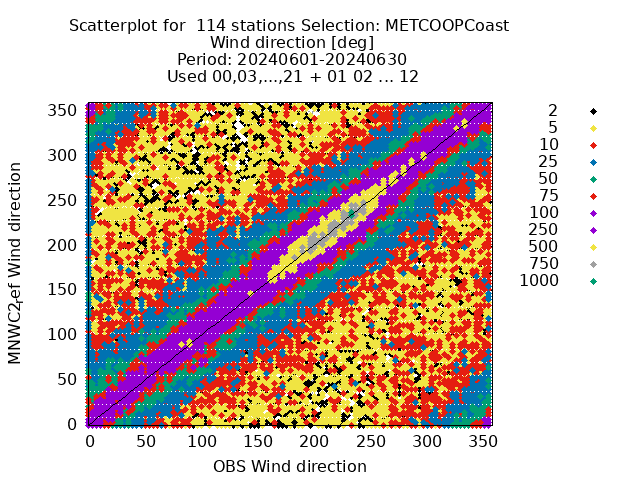 Scatterplot for  114 stations Selection: METCOOPCoast
Wind direction [deg]
Period: 20240601-20240630
Used 00,03,...,21 + 01 02 ... 12
350
300
250
200
150
100
50
0
0 50 100 150 200 250 300 350
MNWC2,ef Wind direction
OBS Wind direction
2
5
10
25
50
75
100
250
500
750
1000